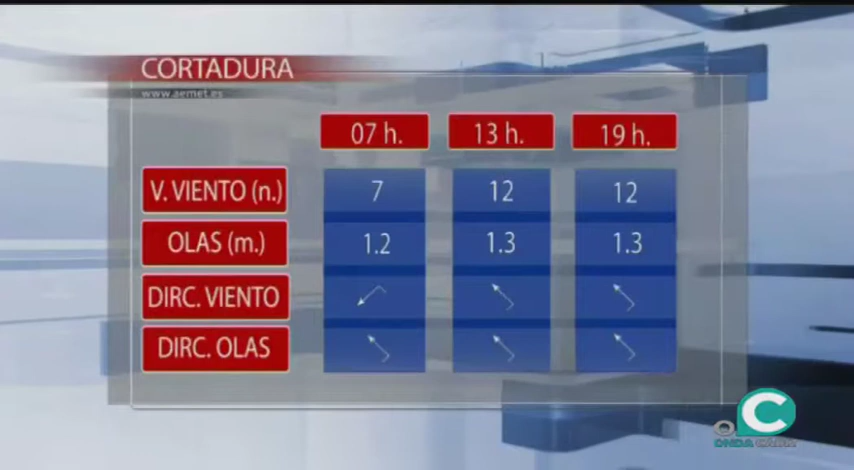 CORTADURA
www.aemet.es
07 h. 13 h. 19 h.
V. VIENTO (n.) 7 12 12
OLAS (m.) 1.2 1.3 1.3
DIRC. VIENTO
DIRC. OLAS
C
ONDA CADIZ